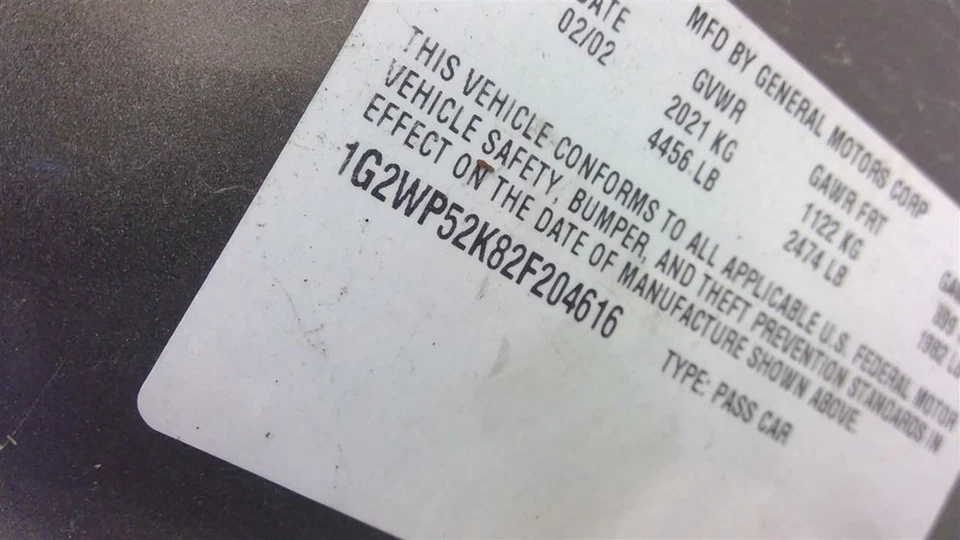 MFD BY GENERAL MOTORS CORP
DATE GVWR GAWR FRT
02/02 2021 KG 1122 KG
4456 LB 2474 LB 1982
THIS VEHICLE CONFORMS TO ALL APPLICABLE U.S. FEDERAL MOTOR
VEHICLE SAFETY, BUMPER, AND THEFT PREVENTION STANDARDS IN
EFFECT ON THE DATE OF MANUFACTURE SHOWN ABOVE.
1G2WP52K82F204616 TYPE: PASS CAR